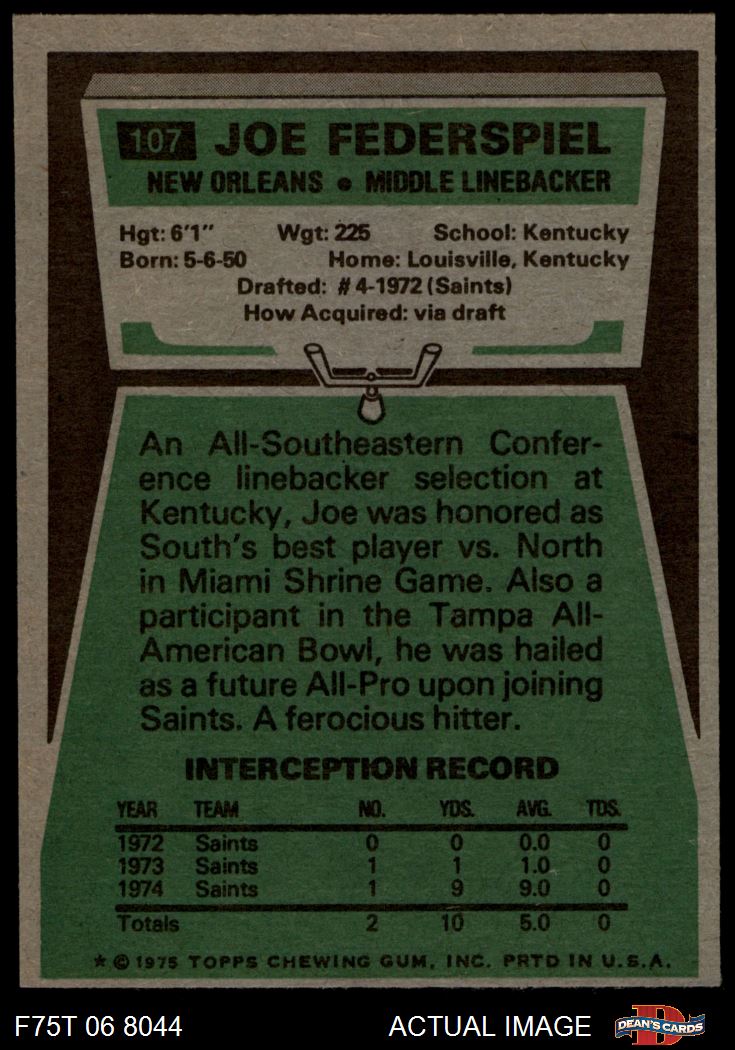 107 JOE FEDERSPIEL
NEW ORLEANS • MIDDLE LINEBACKER
Hgt: 6'1" Wgt: 225 School: Kentucky
Born: 5-6-50 Home: Louisville, Kentucky
Drafted: #4-1972 (Saints)
How Acquired: via draft
An All-Southeastern Confer-
ence linebacker selection at
Kentucky, Joe was honored as
South's best player vs. North
in Miami Shrine Game. Also a
participant in the Tampa All-
American Bowl, he was hailed
as a future All-Pro upon joining
Saints. A ferocious hitter.
INTERCEPTION RECORD
YEAR TEAM NO. YDS. AVG. TDS.
1972 Saints 0 0 0.0 0
1973 Saints 1 1 1.0 0
1974 Saints 1 9 9.0 0
Totals 2 10 5.0 0
* © 1975 TOPPS CHEWING GUM, INC. PRTD IN U.S.A.
F75T 06 8044 ACTUAL IMAGE D DEAN'S CARDS